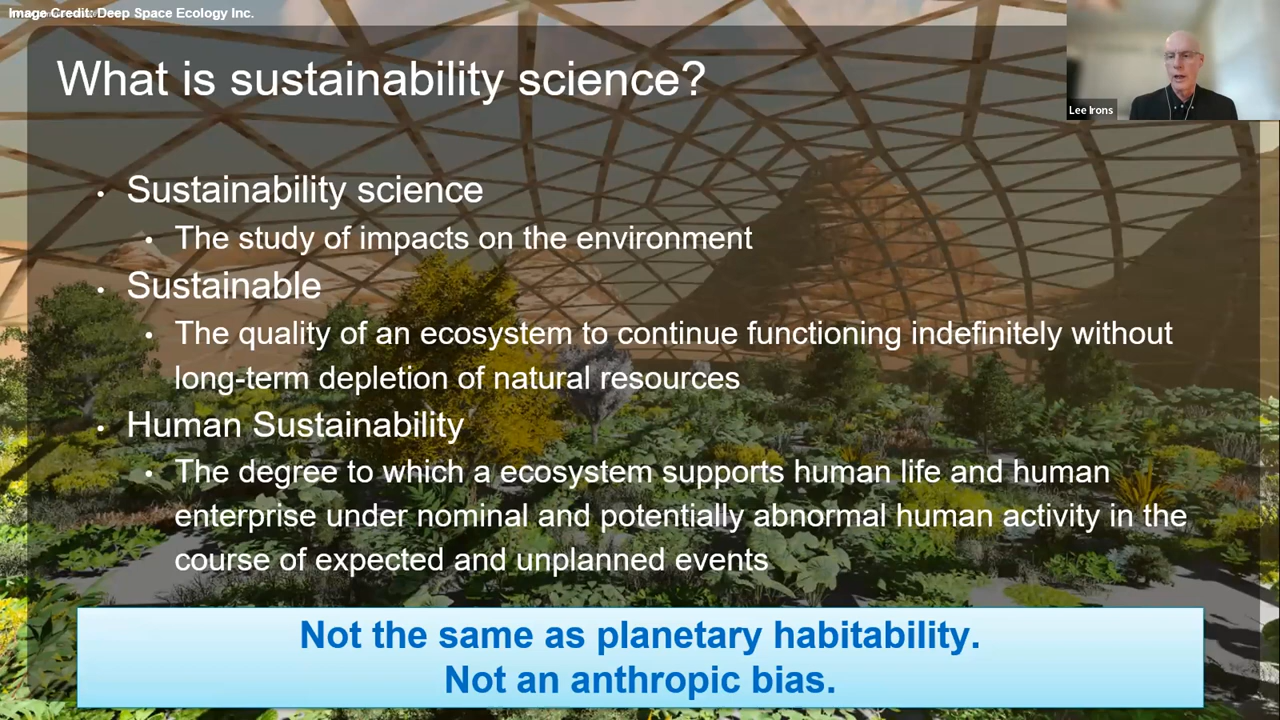 Image Credit: Deep Space Ecology Inc.
What is sustainability science?
Lee Irons
• Sustainability science
• The study of impacts on the environment
• Sustainable
• The quality of an ecosystem to continue functioning indefinitely without
long-term depletion of natural resources
• Human Sustainability
• The degree to which a ecosystem supports human life and human
enterprise under nominal and potentially abnormal human activity in the
course of expected and unplanned events
Not the same as planetary habitability.
Not an anthropic bias.